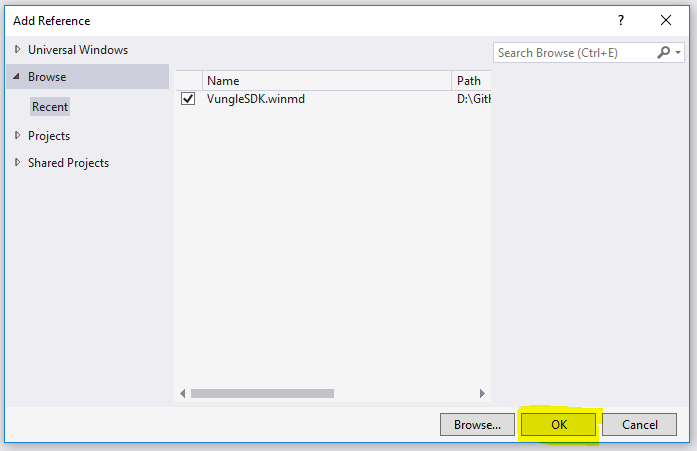 Add Reference
?
Universal Windows
Browse
Recent
Projects
Shared Projects
Search Browse (Ctrl+E)
Name Path
VungleSDK.winmd D:\Gith
Browse... OK Cancel